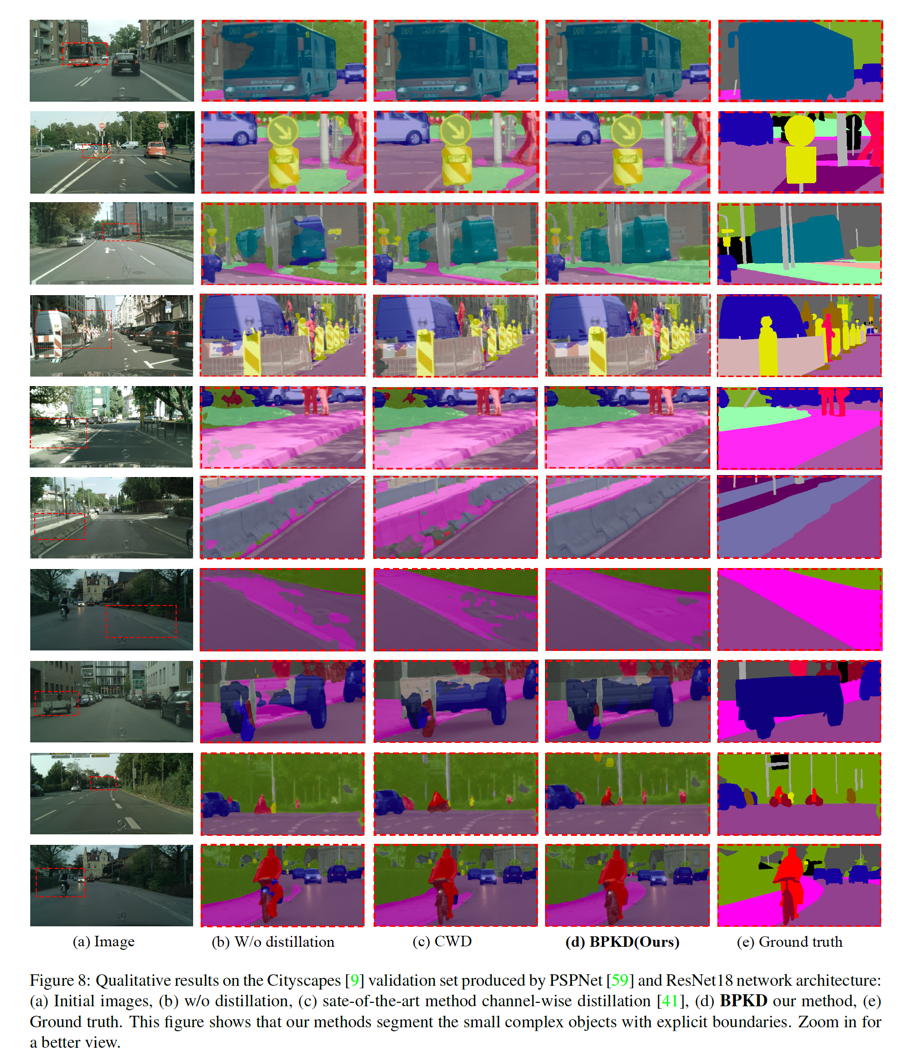 (a) Image
(b) W/o distillation
(c) CWD
(d) BPKD(Ours)
(e) Ground truth
Figure 8: Qualitative results on the Cityscapes [9] validation set produced by PSPNet [59] and ResNet18 network architecture:
(a) Initial images, (b) w/o distillation, (c) sate-of-the-art method channel-wise distillation [41], (d) BPKD our method, (e)
Ground truth. This figure shows that our methods segment the small complex objects with explicit boundaries. Zoom in for
a better view.